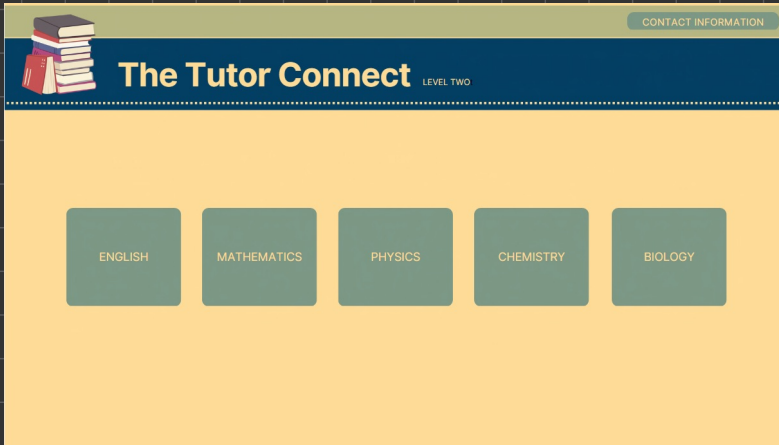 CONTACT INFORMATION
The Tutor Connect LEVEL TWO
ENGLISH
MATHEMATICS
PHYSICS
CHEMISTRY
BIOLOGY